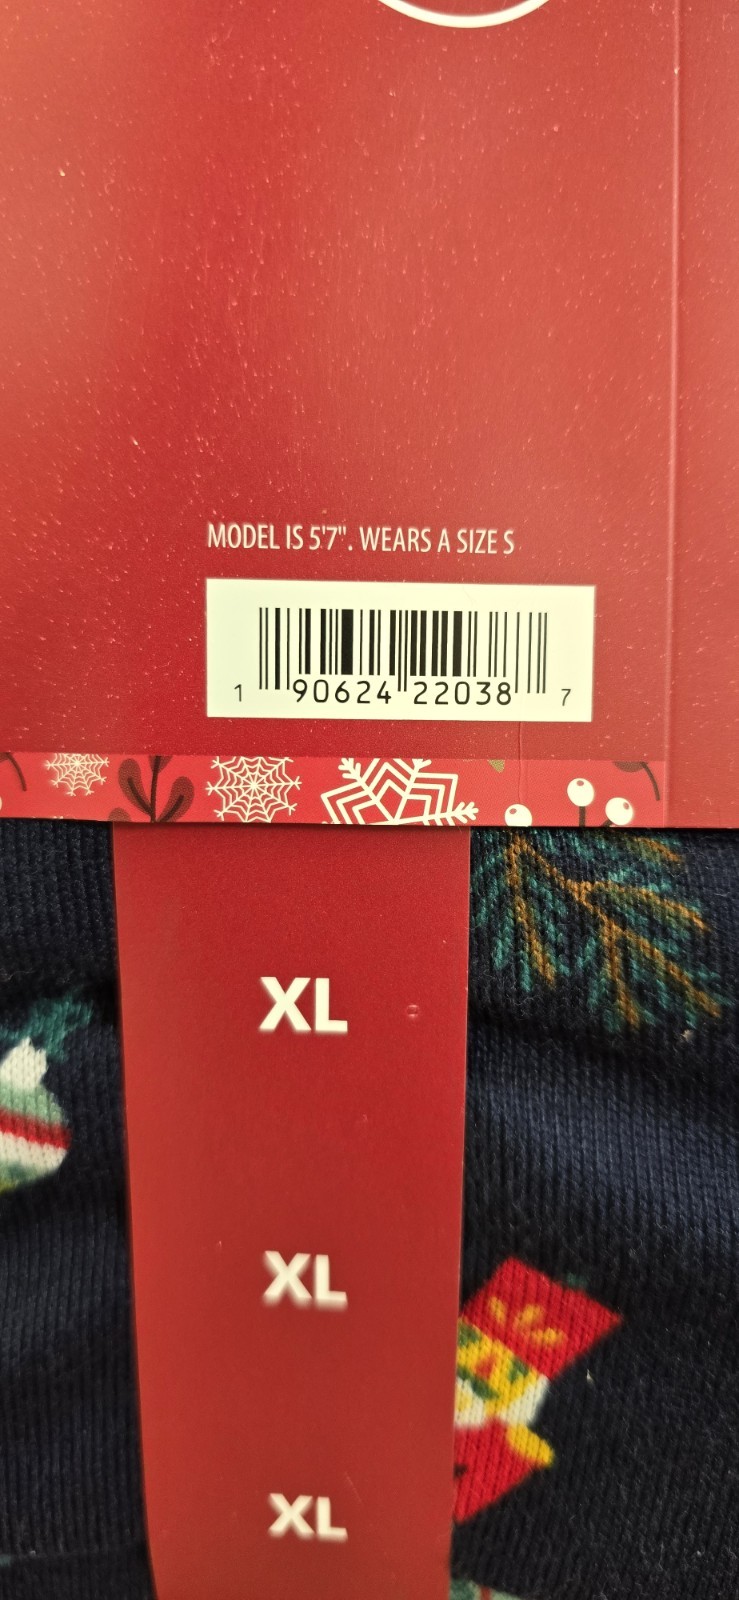 MODEL IS 5'7". WEARS A SIZE S
1 90624 22038 7
XL
XL
XL